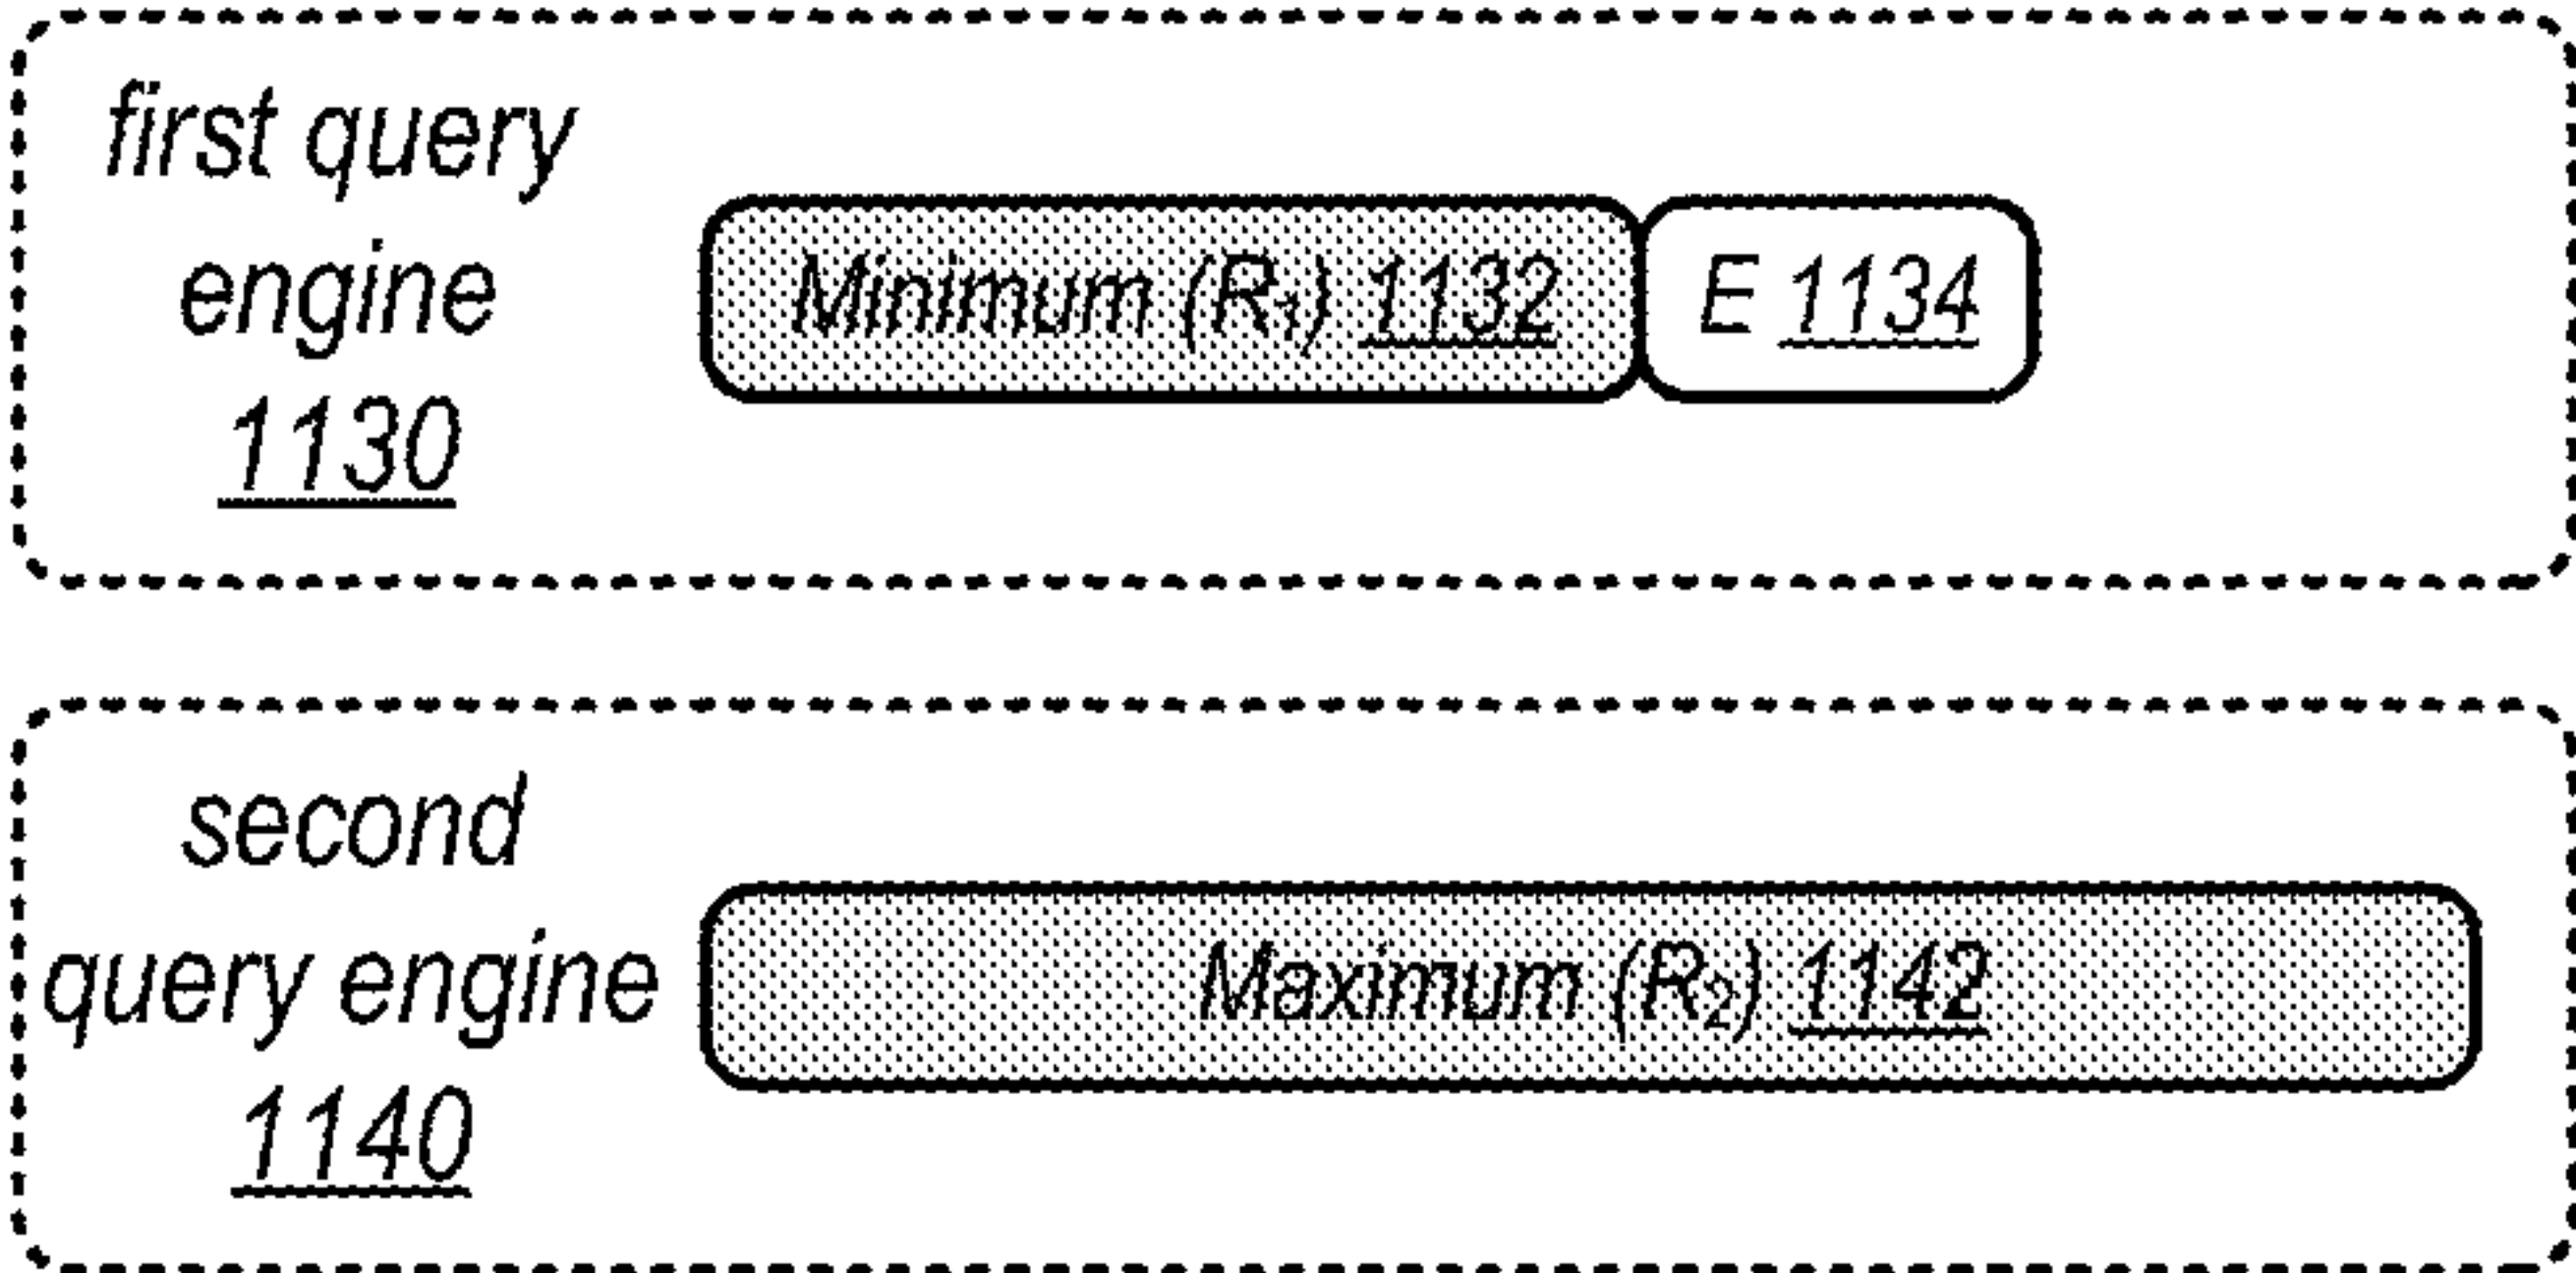 first query
engine
1130
Minimum (R₁) 1132
E 1134
second
query engine
1140
Maximum (R₂) 1142